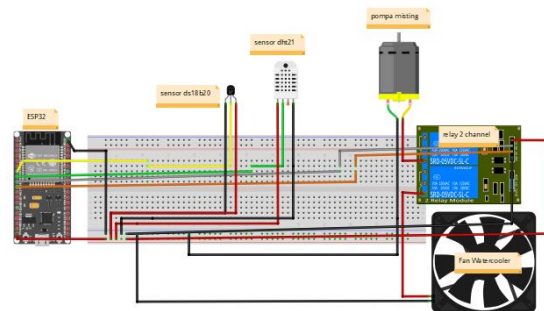 pompa misting
sensor dht21
sensor ds18b20
ESP32
relay 2 channel
SRD-05VDC-SL-C
SRD-05VDC-SL-C
2 Relay Module
Fan Watercooler